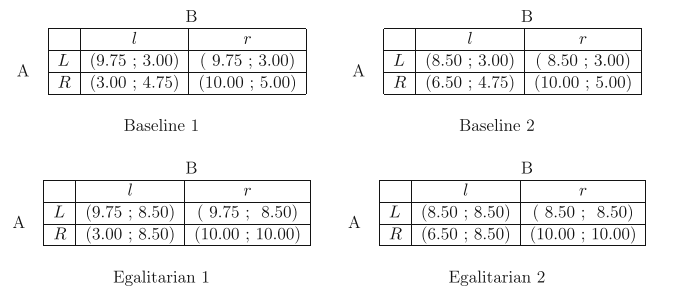 B B
l r l r
A L (9.75 ; 3.00) ( 9.75 ; 3.00) A L (8.50 ; 3.00) ( 8.50 ; 3.00)
R (3.00 ; 4.75) (10.00 ; 5.00) R (6.50 ; 4.75) (10.00 ; 5.00)
Baseline 1 Baseline 2
B B
l r l r
A L (9.75 ; 8.50) ( 9.75 ; 8.50) A L (8.50 ; 8.50) ( 8.50 ; 8.50)
R (3.00 ; 8.50) (10.00 ; 10.00) R (6.50 ; 8.50) (10.00 ; 10.00)
Egalitarian 1 Egalitarian 2